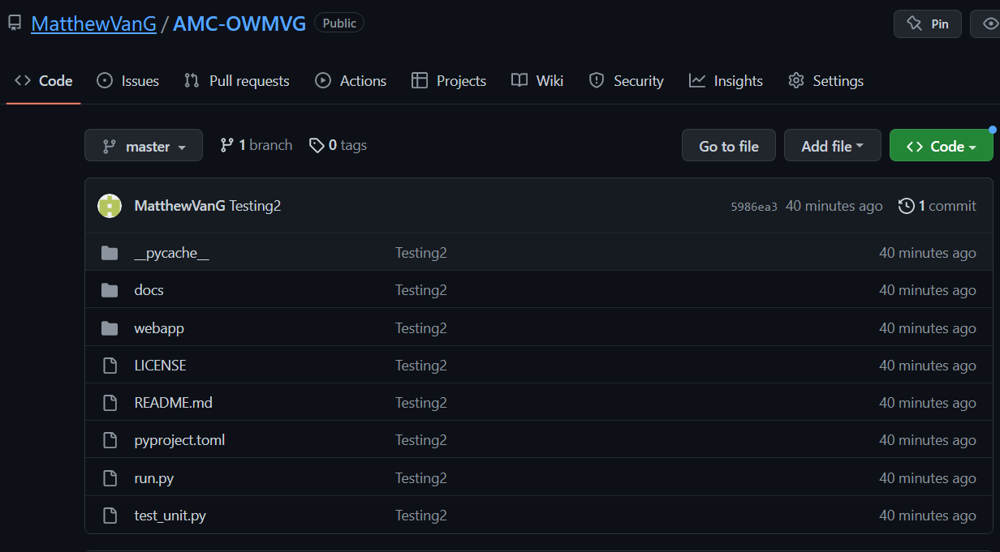 MatthewVanG / AMC-OWMVG Public Pin
Code Issues Pull requests Actions Projects Wiki Security Insights Settings
master 1 branch 0 tags Go to file Add file Code
MatthewVanG Testing2 5986ea3 40 minutes ago 1 commit
__pycache__ Testing2 40 minutes ago
docs Testing2 40 minutes ago
webapp Testing2 40 minutes ago
LICENSE Testing2 40 minutes ago
README.md Testing2 40 minutes ago
pyproject.toml Testing2 40 minutes ago
run.py Testing2 40 minutes ago
test_unit.py Testing2 40 minutes ago